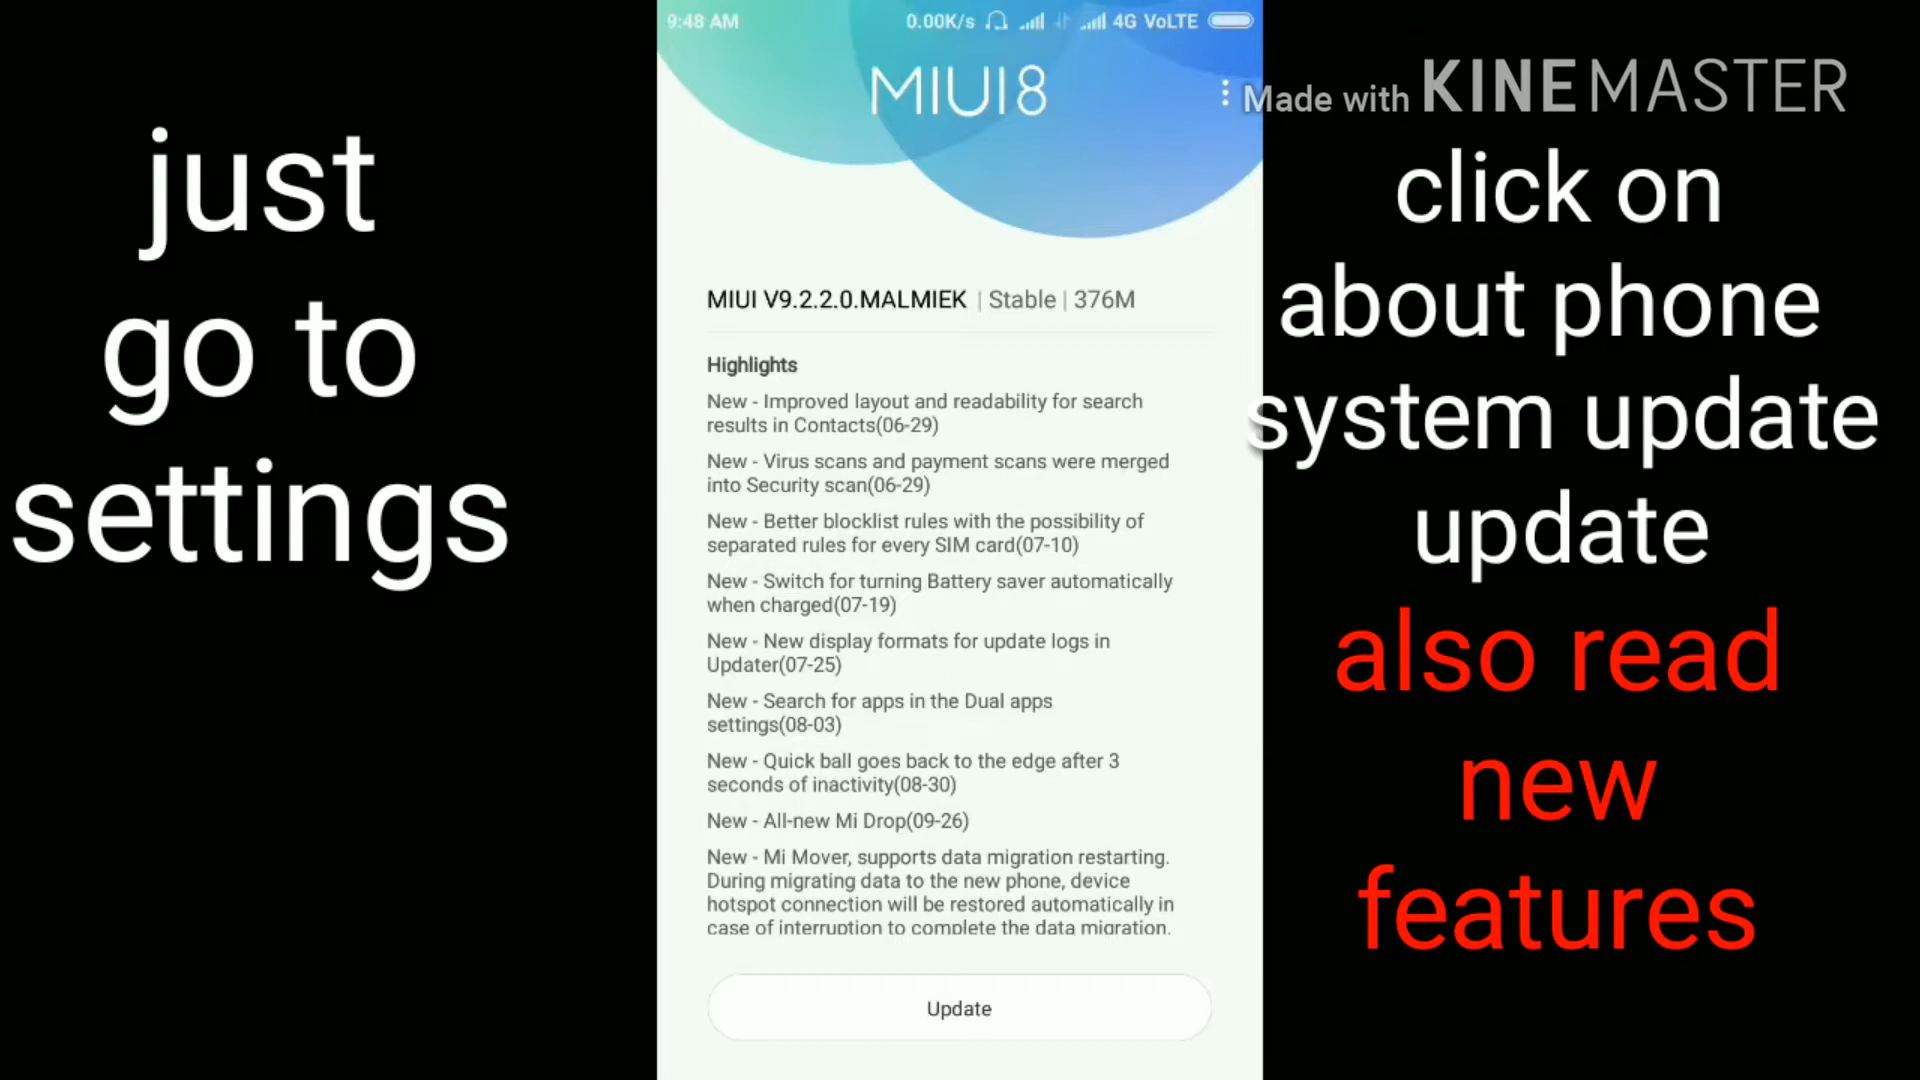 just
go to
settings
9:48 AM 0.00K/s 4G VoLTE
MIUI8
MIUI V9.2.2.0.MALMIEK | Stable | 376M
Highlights
New - Improved layout and readability for search
results in Contacts(06-29)
New - Virus scans and payment scans were merged
into Security scan(06-29)
New - Better blocklist rules with the possibility of
separated rules for every SIM card(07-10)
New - Switch for turning Battery saver automatically
when charged(07-19)
New - New display formats for update logs in
Updater(07-25)
New - Search for apps in the Dual apps
settings(08-03)
New - Quick ball goes back to the edge after 3
seconds of inactivity(08-30)
New - All-new Mi Drop(09-26)
New - Mi Mover, supports data migration restarting.
During migrating data to the new phone, device
hotspot connection will be restored automatically in
case of interruption to complete the data migration.
Update
Made with KINEMASTER
click on
about phone
system update
update
also read
new
features